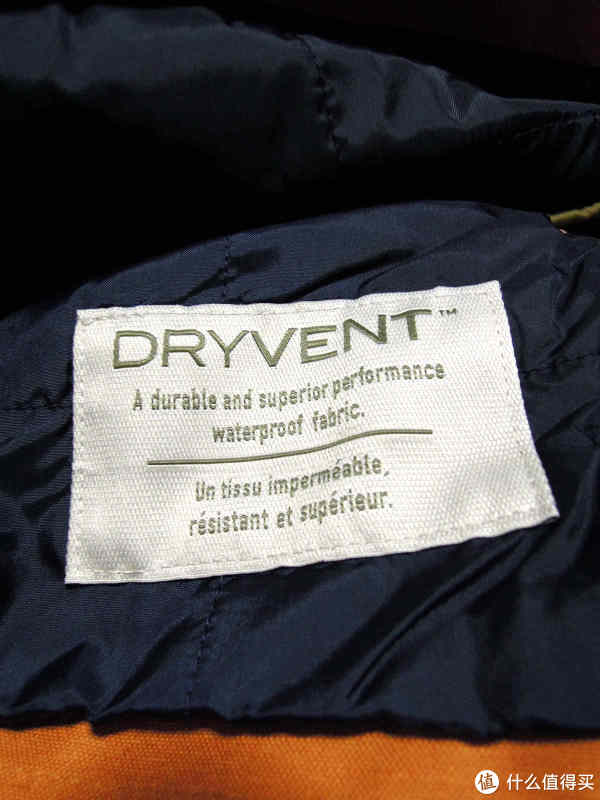 DRYVENT™
A durable and superior performance
waterproof fabric.
Un tissu imperméable,
résistant et supérieur.
值 什么值得买